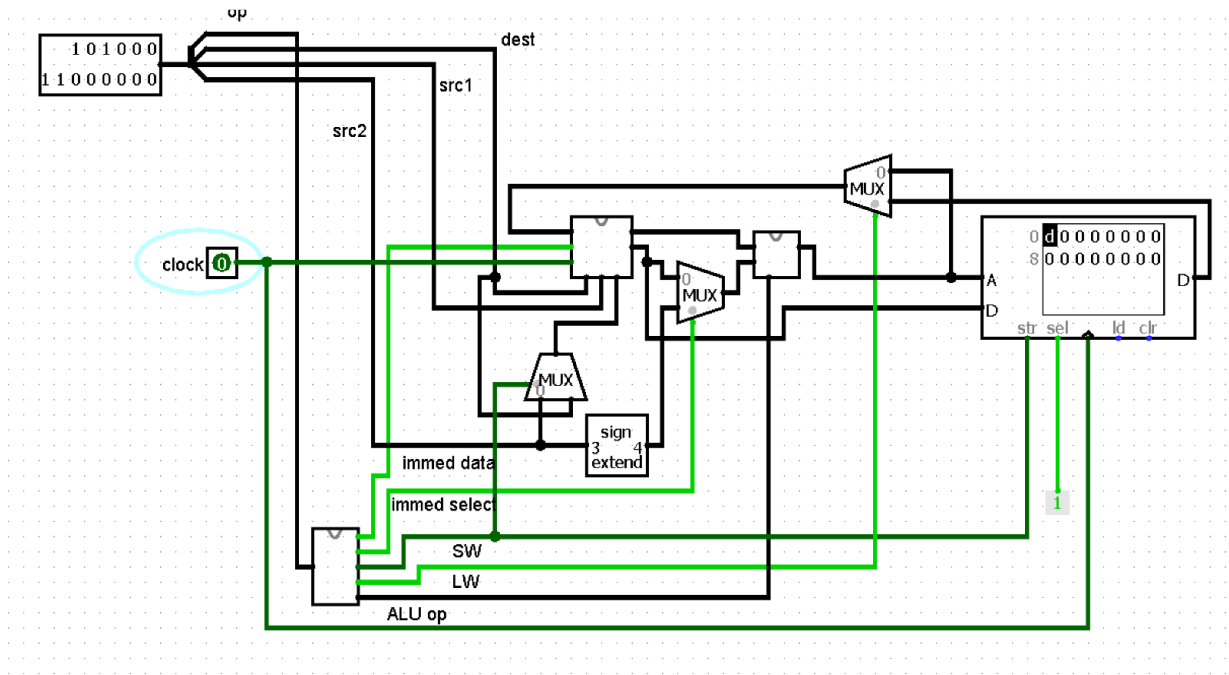 op
101000
11000000
dest
src1
src2
0
MUX
clock 0
0 d0000000
8 00000000
0
MUX
A
D
D
str sel ld clr
MUX
0
sign
3 4
extend
immed data
immed select
1
SW
LW
ALU op